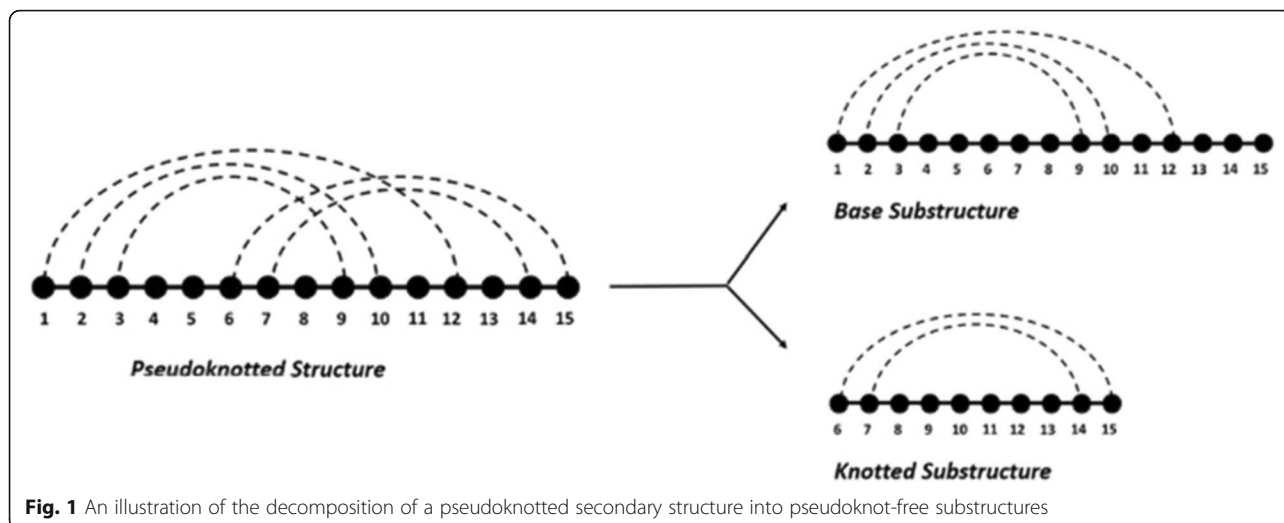 1 2 3 4 5 6 7 8 9 10 11 12 13 14 15
Pseudoknotted Structure
1 2 3 4 5 6 7 8 9 10 11 12 13 14 15
Base Substructure
6 7 8 9 10 11 12 13 14 15
Knotted Substructure
Fig. 1 An illustration of the decomposition of a pseudoknotted secondary structure into pseudoknot-free substructures